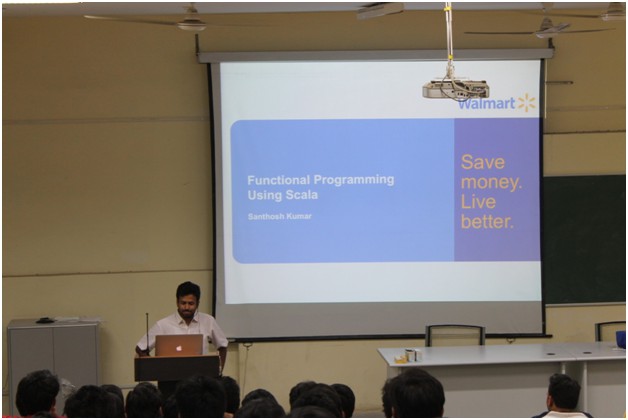 Walmart
Functional Programming
Using Scala
Santhosh Kumar
Save
money.
Live
better.